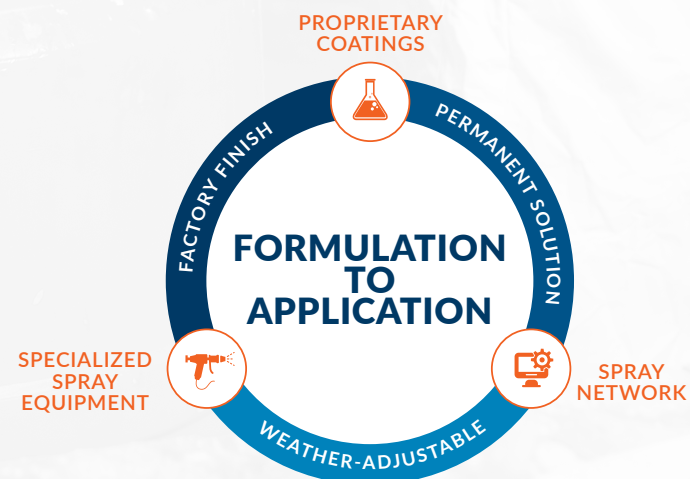 PROPRIETARY
COATINGS
FACTORY FINISH
PERMANENT SOLUTION
FORMULATION
TO
APPLICATION
SPECIALIZED
SPRAY
EQUIPMENT
SPRAY
NETWORK
WEATHER-ADJUSTABLE